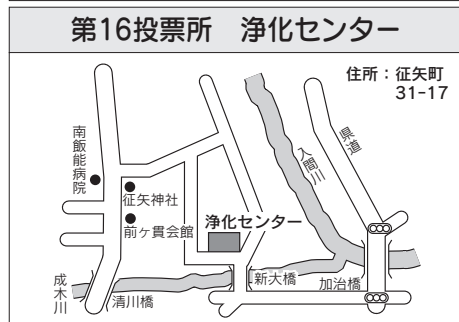 第16投票所　浄化センター
住所：征矢町
31-17
南飯能病院
征矢神社
前ヶ貫会館
浄化センター
入間川
県道
成木川
清川橋
新大橋
加治橋